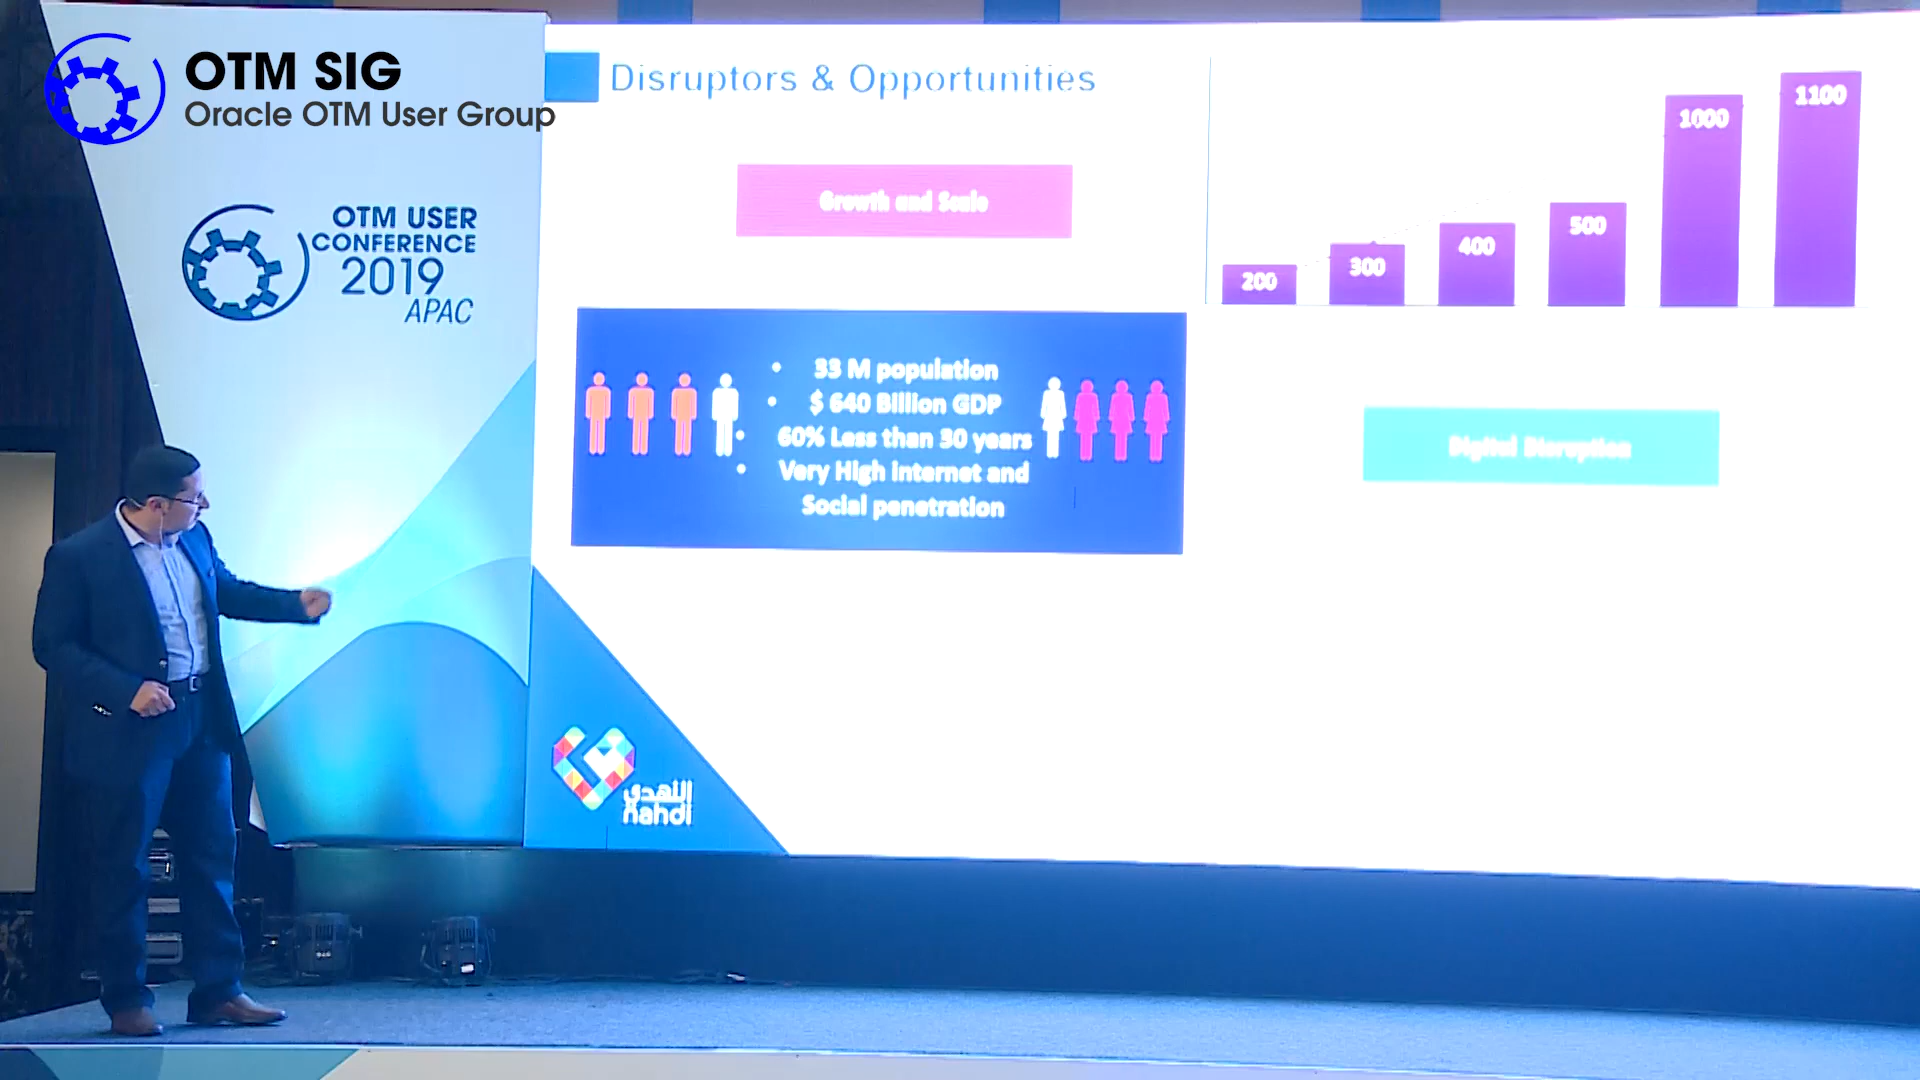 OTM SIG
Oracle OTM User Group
OTM USER
CONFERENCE
2019
APAC
Disruptors & Opportunities
Growth and Scale
200
300
400
500
1000
1100
• 33 M population
• $ 640 Billion GDP
• 60% Less than 30 years
• Very High internet and
Social penetration
Digital Disruption
النهدي
nahdi